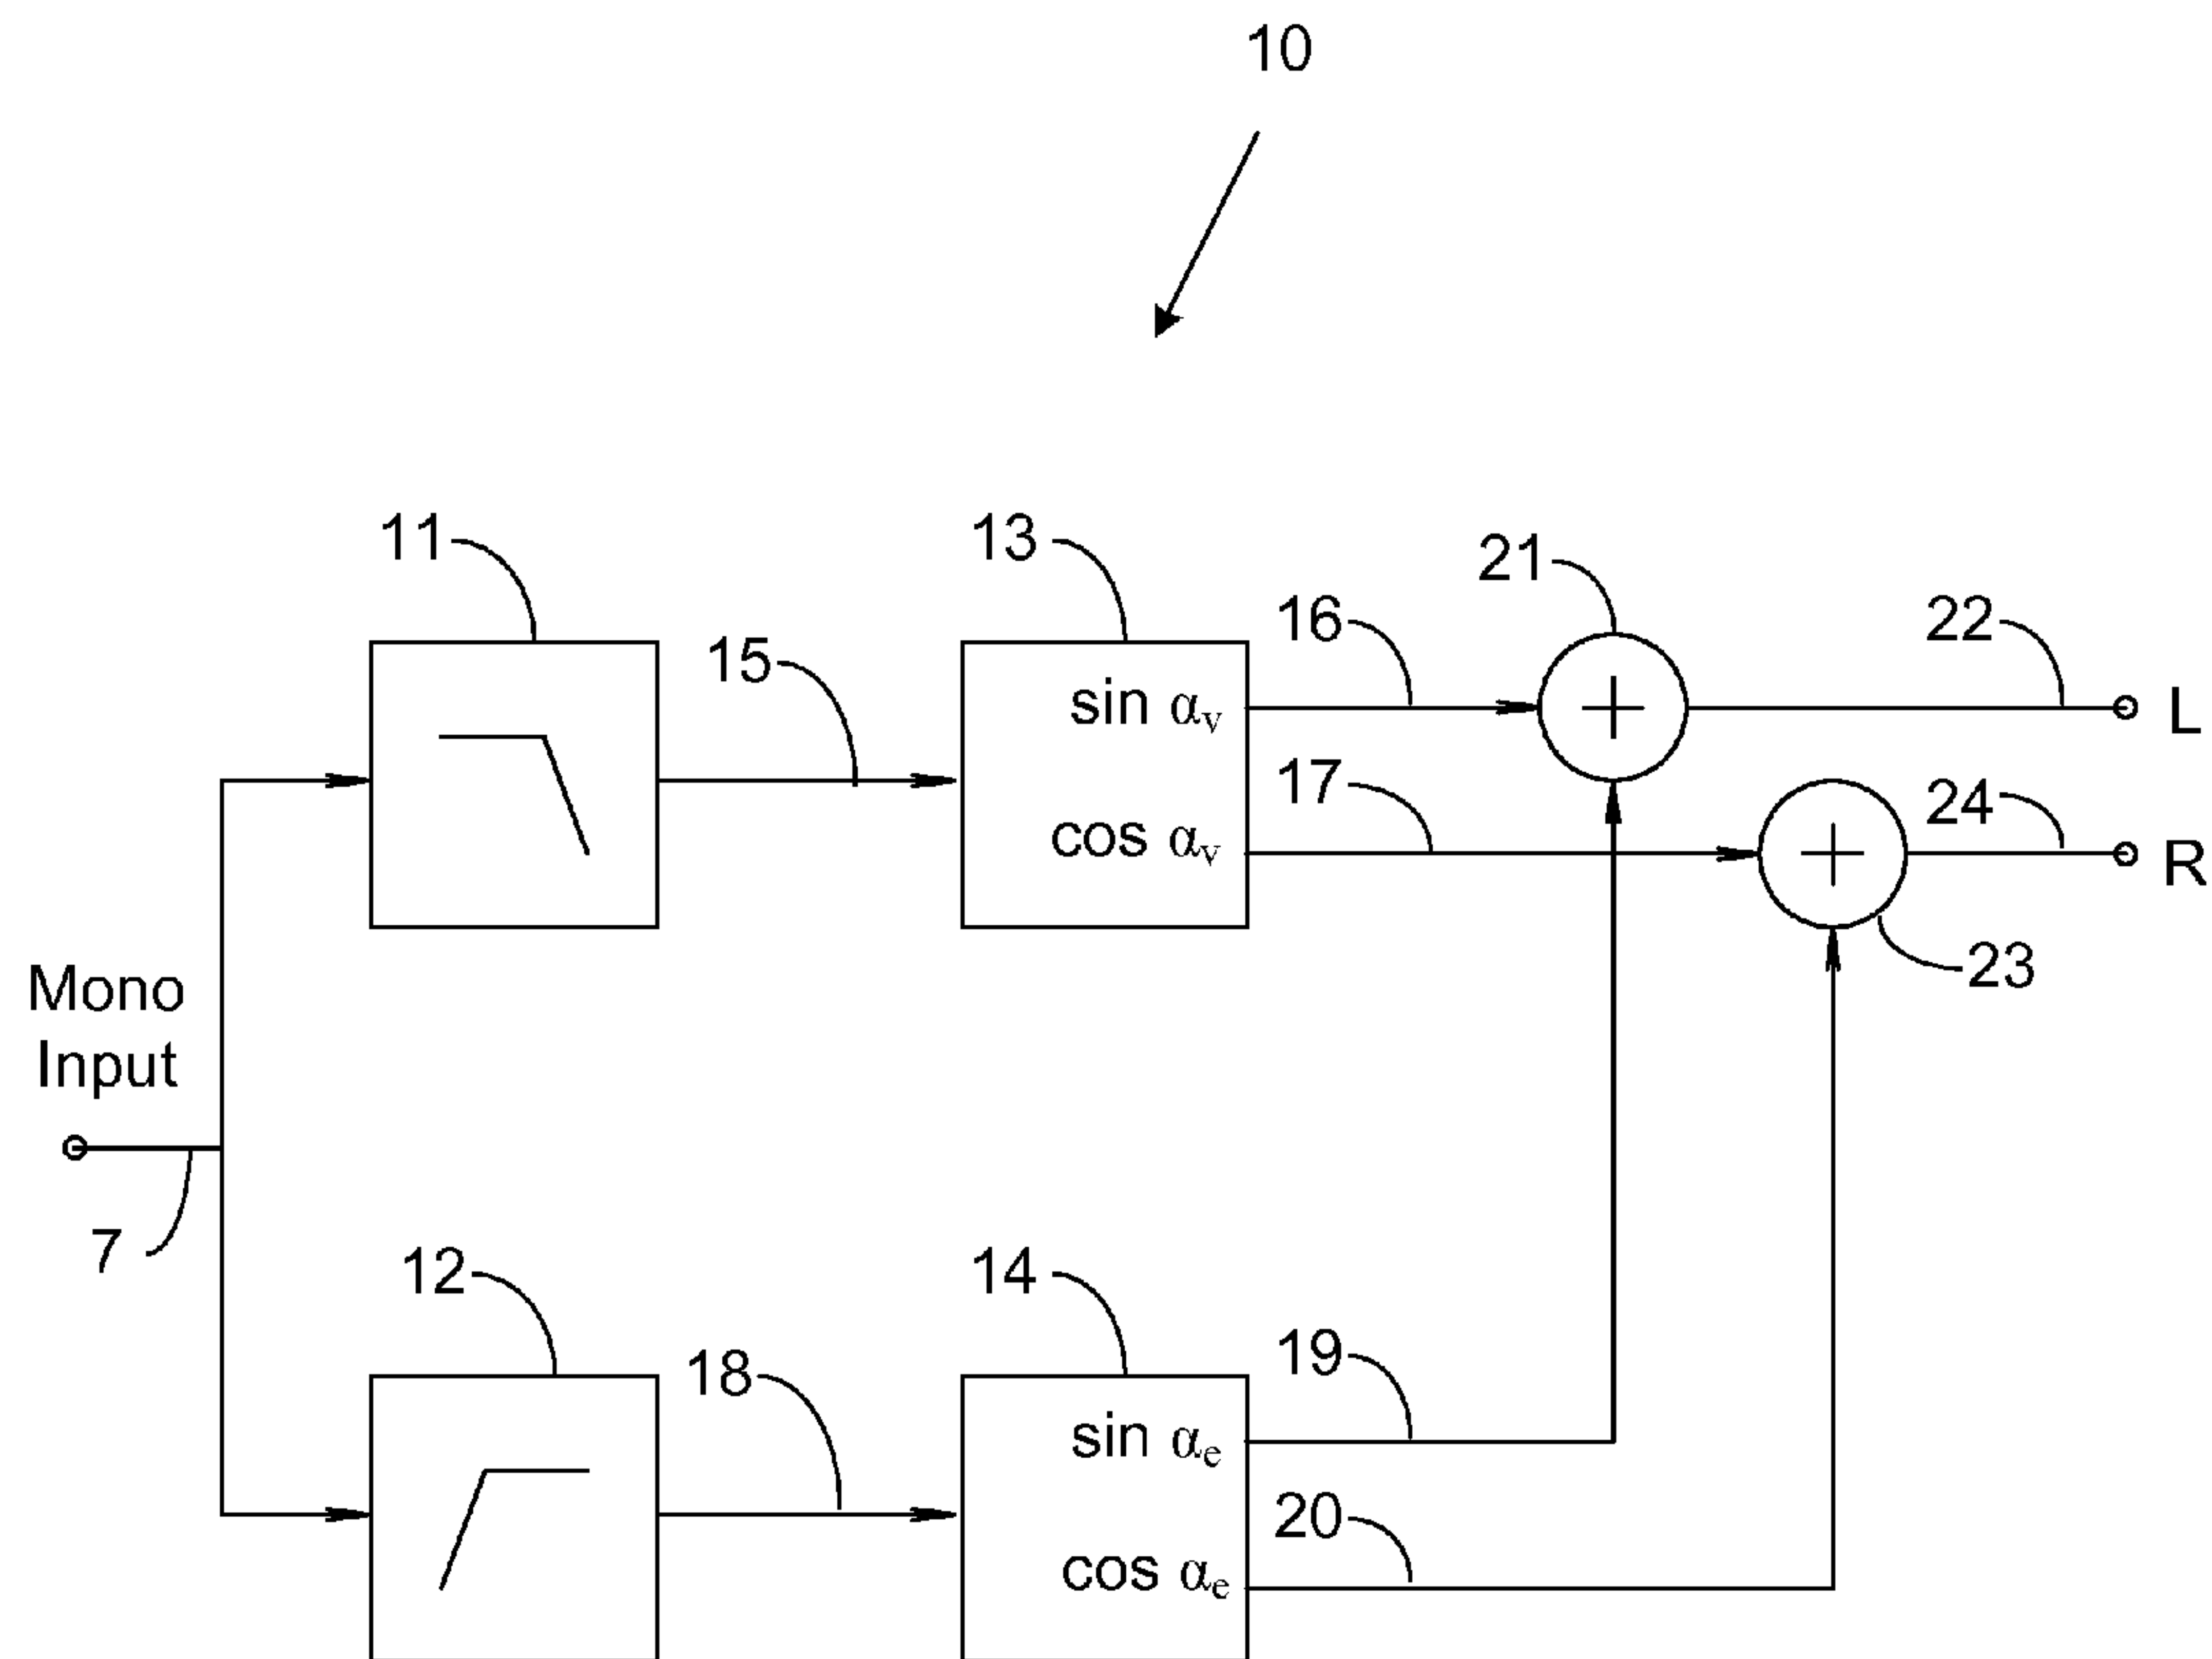 10
11
13
21
16
22
15
sin αv
L
17
24
cos αv
R
23
Mono
Input
7
12
14
19
18
sin αe
20
cos αe